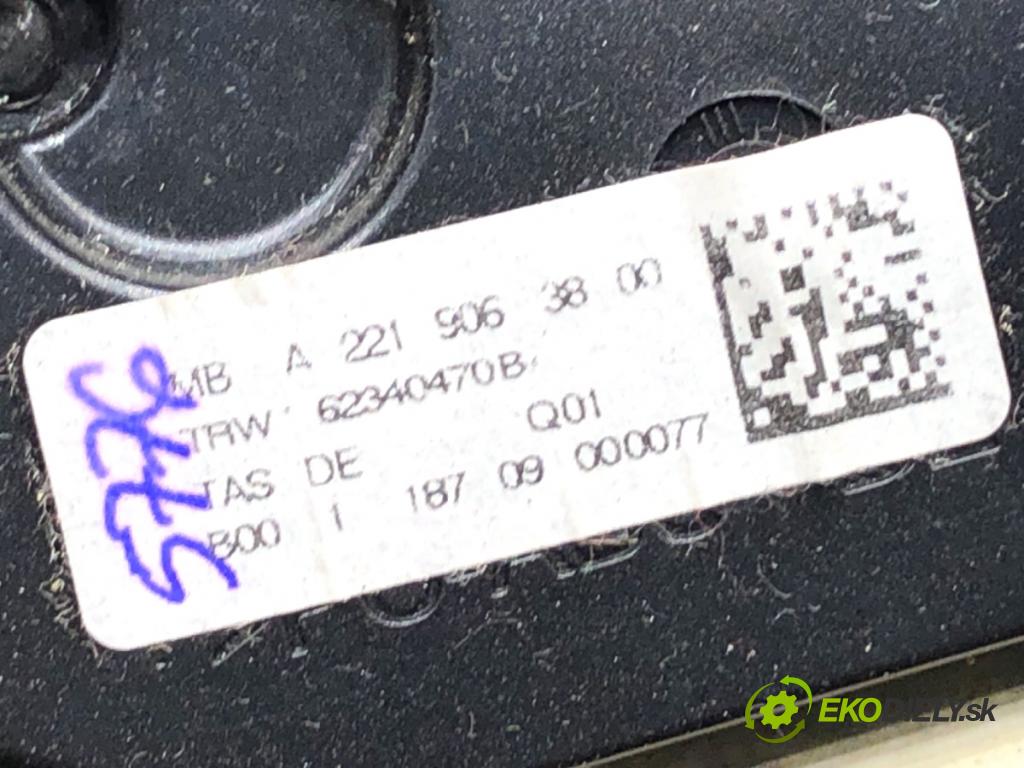 MB A 221 906 38 00
TRW 62340470B
TAS DE Q01
B00 1 187 09 000077
EKODIELY.sk